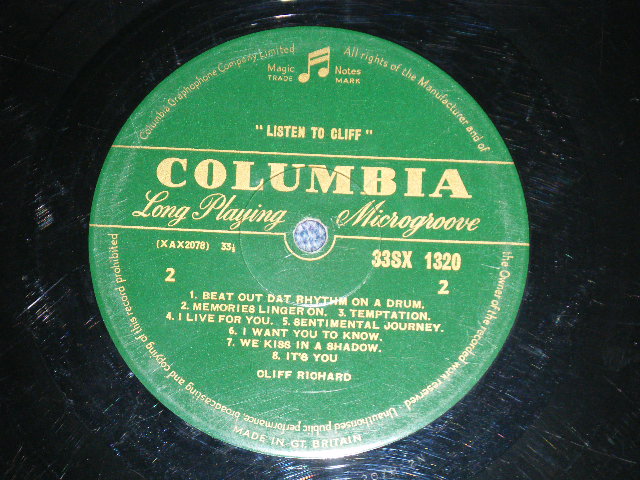 Columbia Graphophone Company Limited
All rights of the Manufacturer and of
the Owner of the recorded work reserved.
Unauthorised public performance, broadcasting and copying of this record prohibited
Magic Notes
TRADE MARK
"LISTEN TO CLIFF"
COLUMBIA
Long Playing Microgroove
(XAX2078) 33⅓
33SX 1320
2 2
1. BEAT OUT DAT RHYTHM ON A DRUM.
2. MEMORIES LINGER ON. 3. TEMPTATION.
4. I LIVE FOR YOU. 5. SENTIMENTAL JOURNEY.
6. I WANT YOU TO KNOW.
7. WE KISS IN A SHADOW.
8. IT'S YOU
CLIFF RICHARD
MADE IN GT. BRITAIN